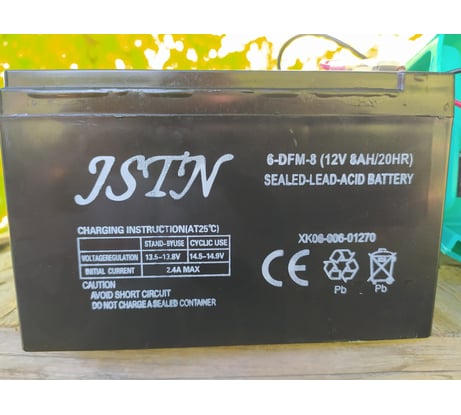 JSTN
6-DFM-8 (12V 8AH/20HR)
SEALED-LEAD-ACID BATTERY
CHARGING INSTRUCTION(AT25℃)
STAND-BYUSE CYCLIC USE
VOLTAGEREGULATION 13.5-13.8V 14.5-14.9V
INITIAL CURRENT 2.4A MAX
CAUTION
AVOID SHORT CIRCUIT
DO NOT CHARGE A SEALED CONTAINER
XK06-006-01270
CE
Pb Pb